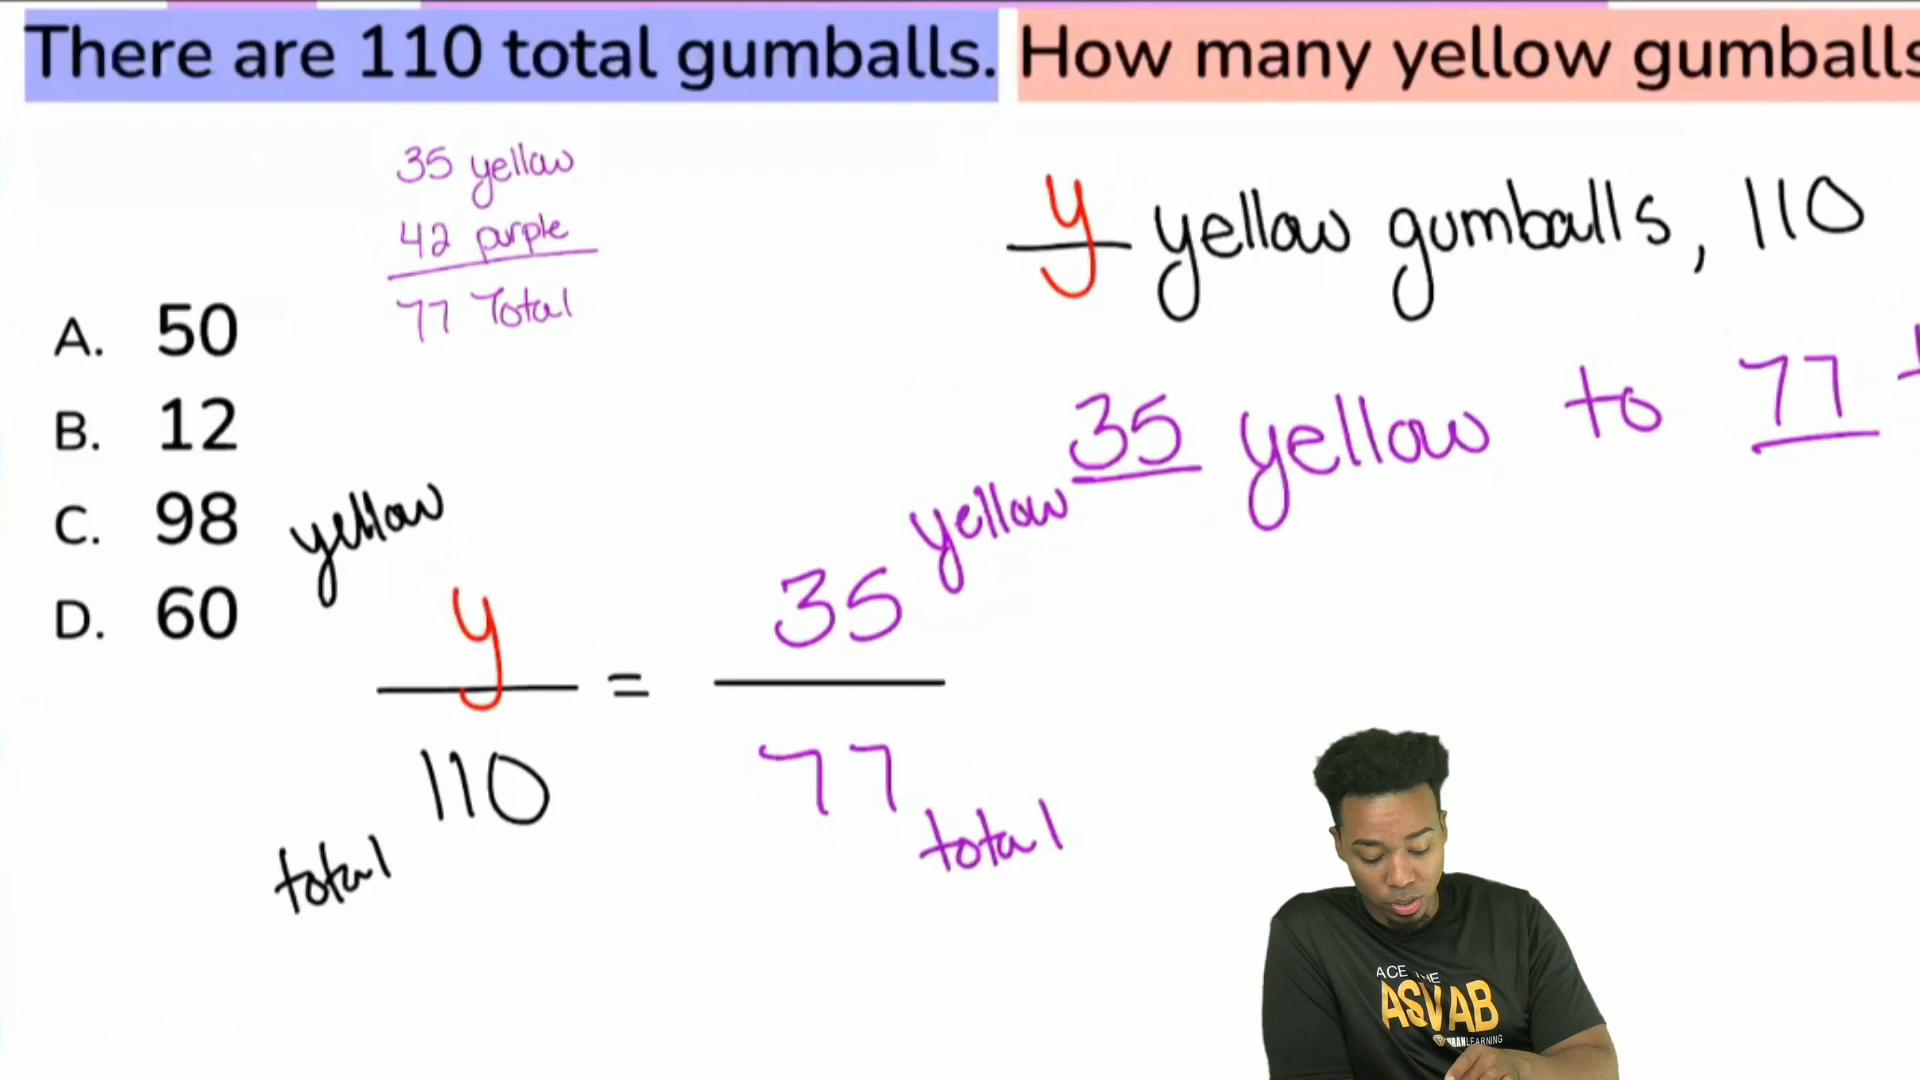 There are 110 total gumballs. How many yellow gumballs
35 yellow
42 purple
77 Total
y yellow gumballs, 110
35 yellow to 77
A. 50
B. 12
C. 98
D. 60
yellow
y
110
total
=
35
yellow
77
total
ACE THE
ASVAB